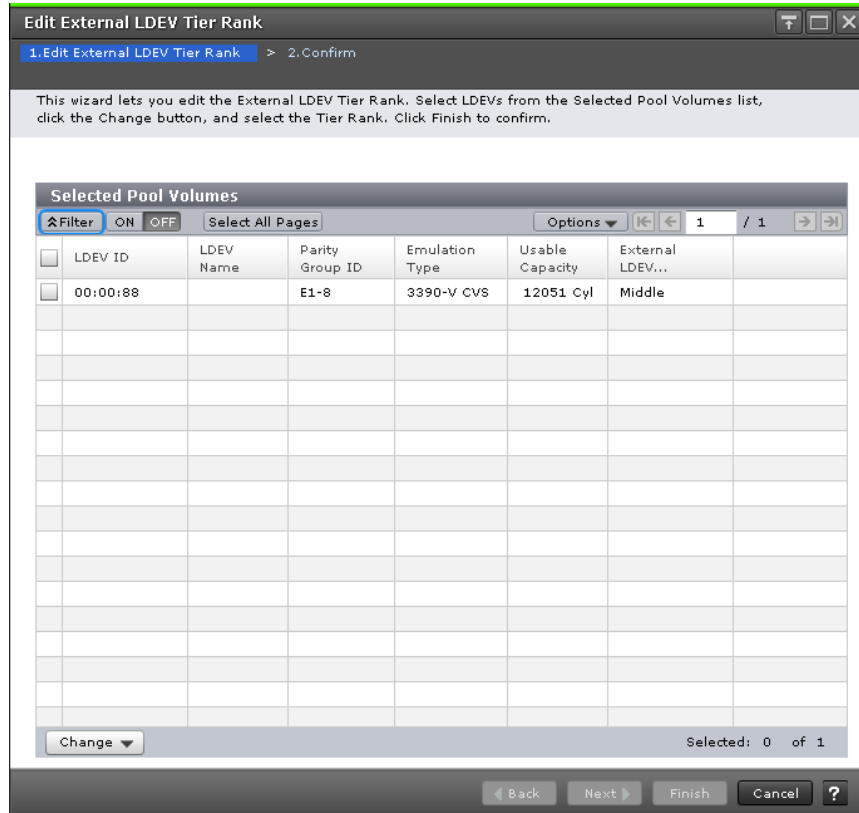 Edit External LDEV Tier Rank
1.Edit External LDEV Tier Rank > 2.Confirm
This wizard lets you edit the External LDEV Tier Rank. Select LDEVs from the Selected Pool Volumes list,
click the Change button, and select the Tier Rank. Click Finish to confirm.
Selected Pool Volumes
Filter ON OFF Select All Pages Options 1 / 1
LDEV ID LDEV Name Parity Group ID Emulation Type Usable Capacity External LDEV...
00:00:88 E1-8 3390-V CVS 12051 Cyl Middle
Change Selected: 0 of 1
Back Next Finish Cancel ?